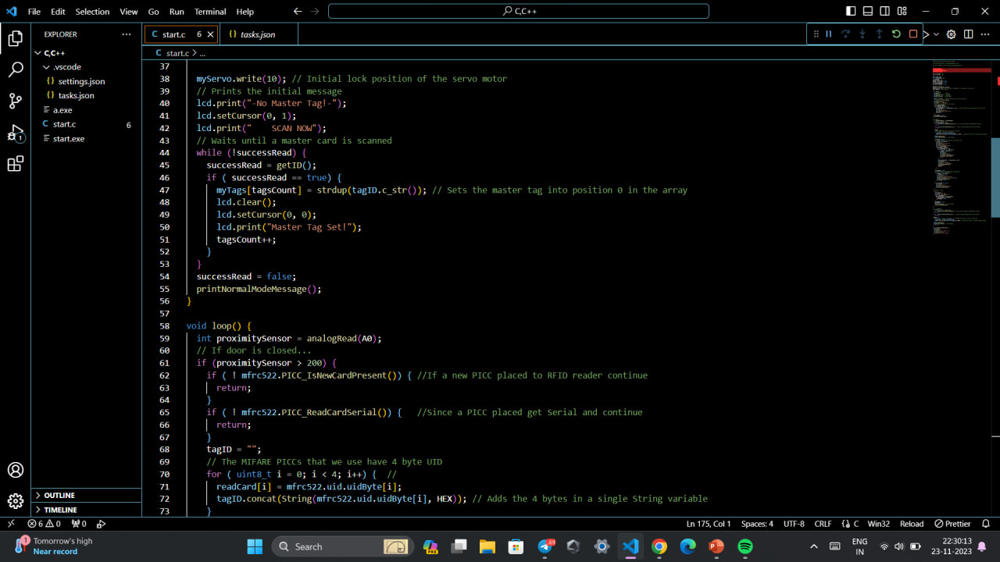 File Edit Selection View Go Run Terminal Help
C,C++
EXPLORER
C,C++
.vscode
settings.json
tasks.json
a.exe
start.c 6
start.exe
OUTLINE
TIMELINE
1
start.c 6
tasks.json
start.c > ...
37
38 myServo.write(10); // Initial lock position of the servo motor
39 // Prints the initial message
40 lcd.print("-No Master Tag!-");
41 lcd.setCursor(0, 1);
42 lcd.print("    SCAN NOW");
43 // Waits until a master card is scanned
44 while (!successRead) {
45 successRead = getID();
46 if ( successRead == true) {
47 myTags[tagsCount] = strdup(tagID.c_str()); // Sets the master tag into position 0 in the array
48 lcd.clear();
49 lcd.setCursor(0, 0);
50 lcd.print("Master Tag Set!");
51 tagsCount++;
52 }
53 }
54 successRead = false;
55 printNormalModeMessage();
56 }
57
58 void loop() {
59 int proximitySensor = analogRead(A0);
60 // If door is closed...
61 if (proximitySensor > 200) {
62 if ( ! mfrc522.PICC_IsNewCardPresent()) { //If a new PICC placed to RFID reader continue
63 return;
64 }
65 if ( ! mfrc522.PICC_ReadCardSerial()) {   //Since a PICC placed get Serial and continue
66 return;
67 }
68 tagID = "";
69 // The MIFARE PICCs that we use have 4 byte UID
70 for ( uint8_t i = 0; i < 4; i++) {  //
71 readCard[i] = mfrc522.uid.uidByte[i];
72 tagID.concat(String(mfrc522.uid.uidByte[i], HEX)); // Adds the 4 bytes in a single String variable
73 }
6 0 0 Ln 175, Col 1 Spaces: 4 UTF-8 CRLF C Win32 Reload Prettier
1 Tomorrow's high
Near record
Search
PRE
69
ENG
IN
22:30:13
23-11-2023